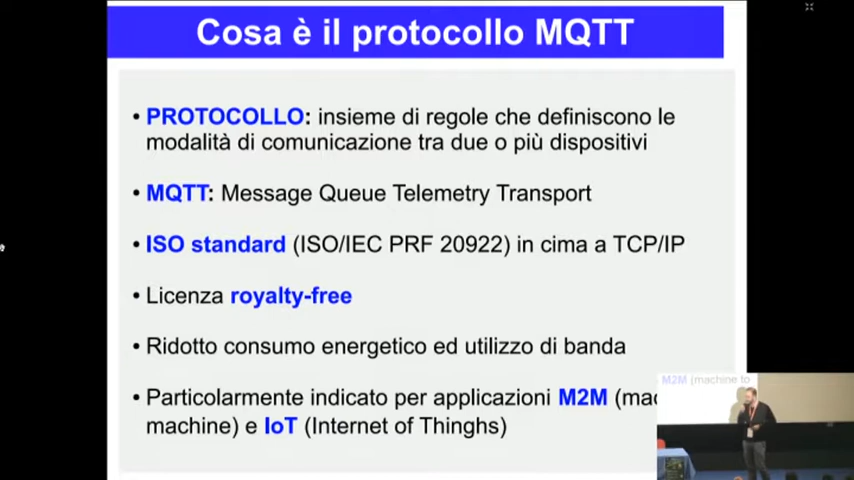 Cosa è il protocollo MQTT
• PROTOCOLLO: insieme di regole che definiscono le
modalità di comunicazione tra due o più dispositivi
• MQTT: Message Queue Telemetry Transport
• ISO standard (ISO/IEC PRF 20922) in cima a TCP/IP
• Licenza royalty-free
• Ridotto consumo energetico ed utilizzo di banda
• Particolarmente indicato per applicazioni M2M (mac
machine) e IoT (Internet of Thinghs)
M2M (machine to